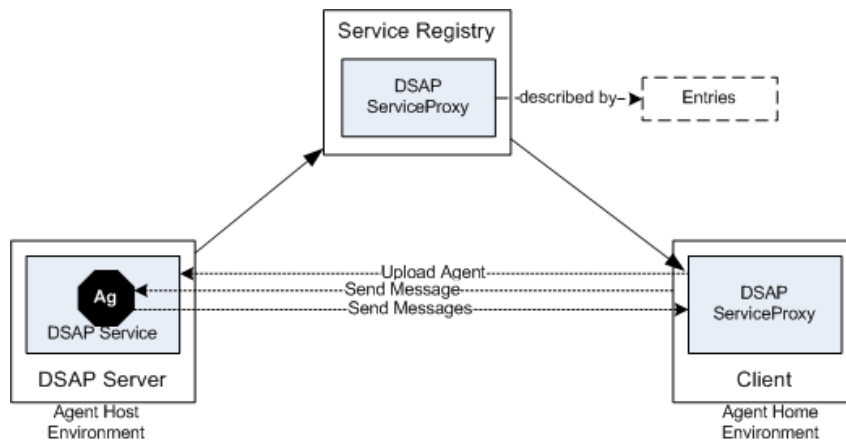 Service Registry
DSAP
ServiceProxy
described by
Entries
Upload Agent
Send Message
Send Messages
Ag
DSAP Service
DSAP Server
Agent Host
Environment
DSAP
ServiceProxy
Client
Agent Home
Environment